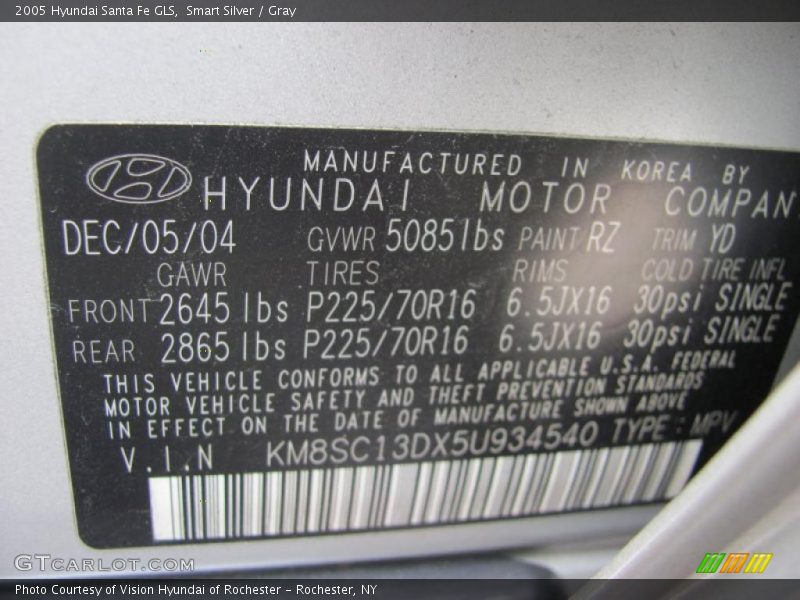 2005 Hyundai Santa Fe GLS,  Smart Silver / Gray
MANUFACTURED IN KOREA BY
HYUNDAI MOTOR COMPAN
DEC/05/04 GVWR 5085lbs PAINT RZ TRIM YD
GAWR TIRES RIMS COLD TIRE INFL
FRONT 2645 lbs P225/70R16 6.5JX16 30psi SINGLE
REAR 2865 lbs P225/70R16 6.5JX16 30psi SINGLE
THIS VEHICLE CONFORMS TO ALL APPLICABLE U.S.A. FEDERAL
MOTOR VEHICLE SAFETY AND THEFT PREVENTION STANDARDS
IN EFFECT ON THE DATE OF MANUFACTURE SHOWN ABOVE
V.I.N KM8SC13DX5U934540 TYPE : MPV
GTCARLOT.COM
Photo Courtesy of Vision Hyundai of Rochester – Rochester, NY